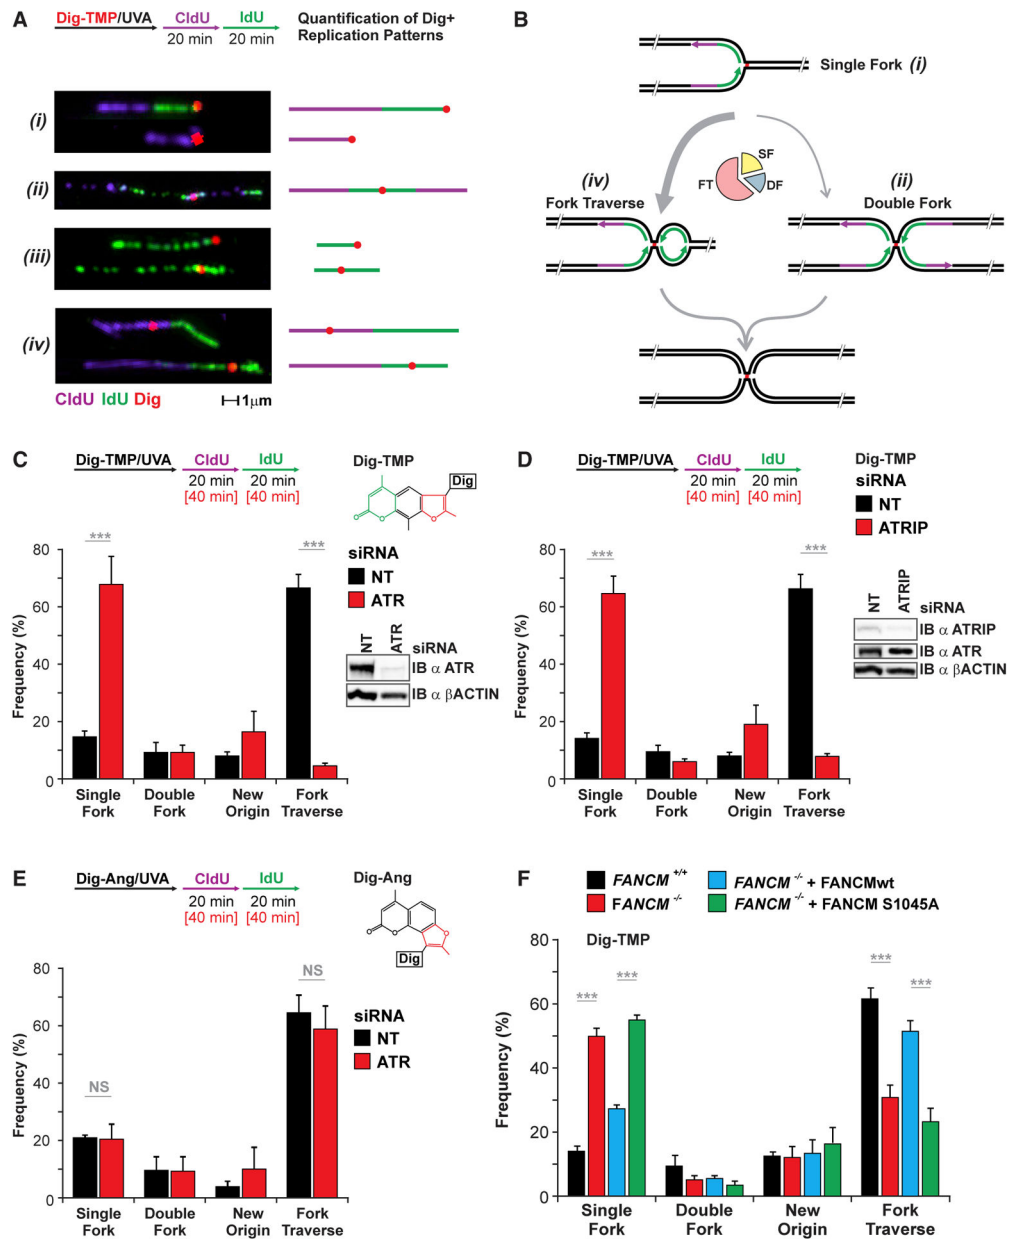 A
Dig-TMP/UVA
CldU
IdU
20 min
20 min
Quantification of Dig+
Replication Patterns
(i)
(ii)
(iii)
(iv)
CldU IdU Dig
1μm
B
Single Fork (i)
SF
FT
DF
(iv)
Fork Traverse
(ii)
Double Fork
C
Dig-TMP/UVA
CldU
IdU
20 min
20 min
[40 min]
[40 min]
Dig-TMP
Dig
O
O
O
Frequency (%)
80
60
40
20
0
***
***
siRNA
NT
ATR
NT
ATR
siRNA
IB α ATR
IB α βACTIN
Single
Fork
Double
Fork
New
Origin
Fork
Traverse
D
Dig-TMP/UVA
CldU
IdU
20 min
20 min
[40 min]
[40 min]
Dig-TMP
siRNA
NT
ATRIP
Frequency (%)
80
60
40
20
0
***
***
NT
ATRIP
siRNA
IB α ATRIP
IB α ATR
IB α βACTIN
Single
Fork
Double
Fork
New
Origin
Fork
Traverse
E
Dig-Ang/UVA
CldU
IdU
20 min
20 min
[40 min]
[40 min]
Dig-Ang
O
O
O
Dig
Frequency (%)
80
60
40
20
0
NS
NS
siRNA
NT
ATR
Single
Fork
Double
Fork
New
Origin
Fork
Traverse
F
FANCM +/+
FANCM -/-
FANCM -/- + FANCMwt
FANCM -/- + FANCM S1045A
Dig-TMP
Frequency (%)
80
60
40
20
0
***
***
***
***
Single
Fork
Double
Fork
New
Origin
Fork
Traverse